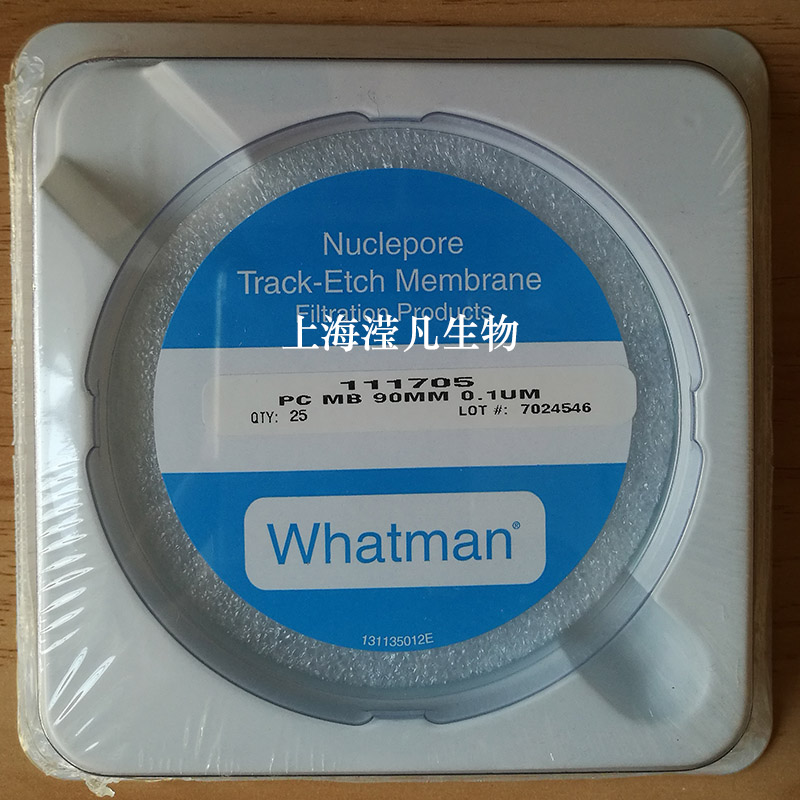 Nuclepore
Track-Etch Membrane
Filtration Products
上海滢凡生物
111705
PC MB 90MM 0.1UM
QTY: 25 LOT #: 7024546
Whatman®
131135012E